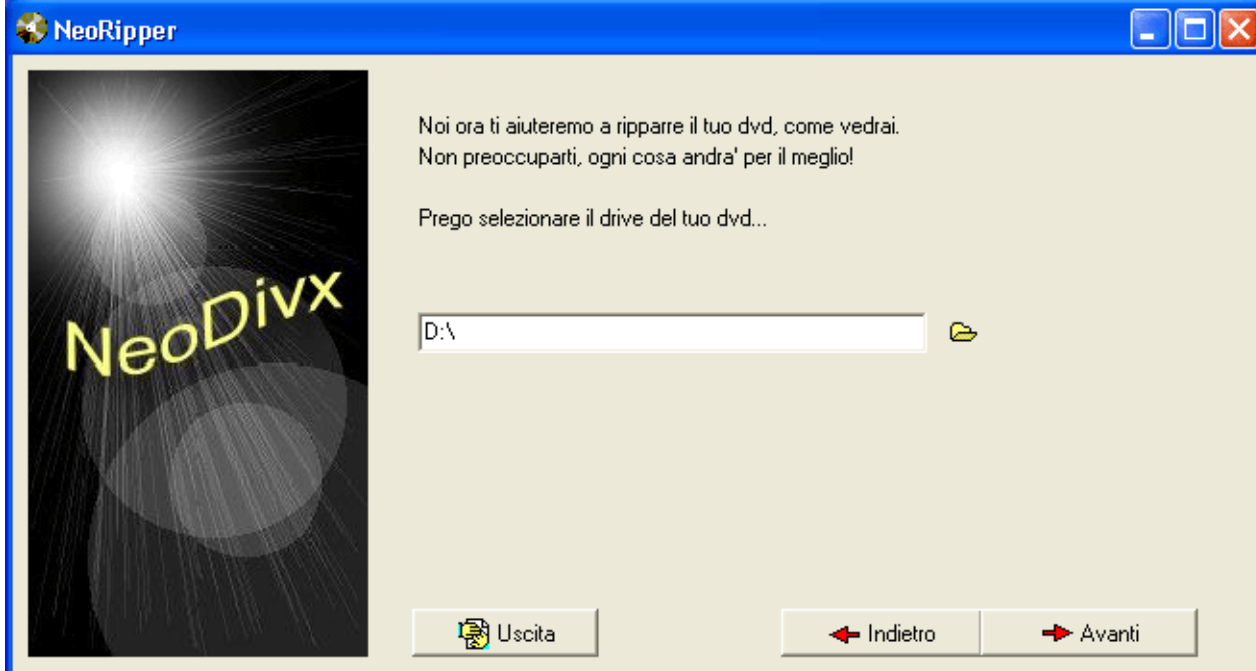 NeoRipper
Noi ora ti aiuteremo a ripparre il tuo dvd, come vedrai.
Non preoccuparti, ogni cosa andra' per il meglio!
Prego selezionare il drive del tuo dvd...
NeoDivx
D:\
Uscita
Indietro
Avanti